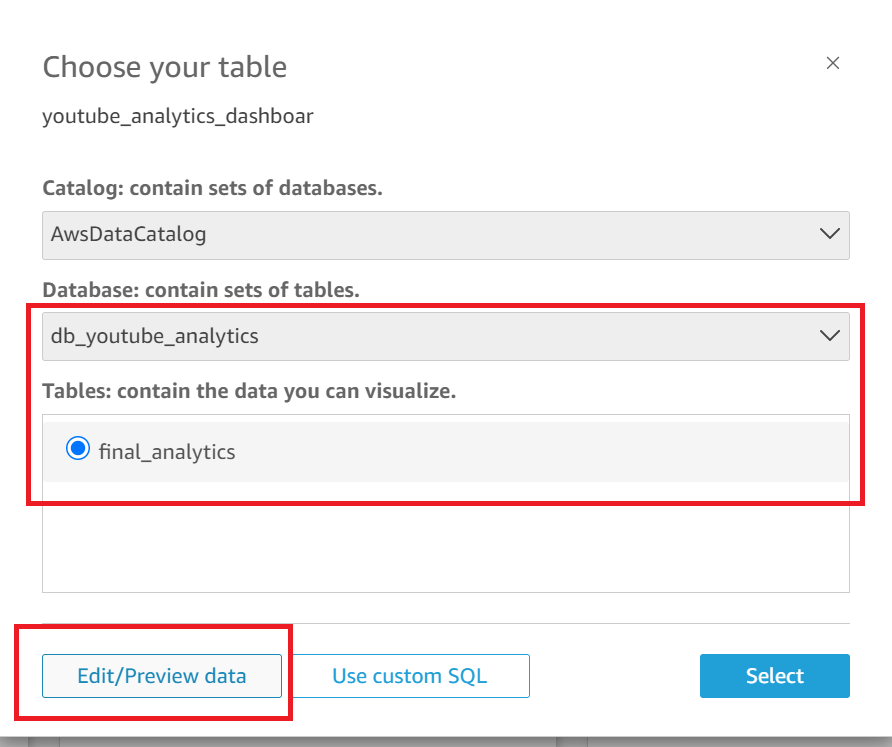 Choose your table
youtube_analytics_dashboar
Catalog: contain sets of databases.
AwsDataCatalog
Database: contain sets of tables.
db_youtube_analytics
Tables: contain the data you can visualize.
final_analytics
Edit/Preview data
Use custom SQL
Select